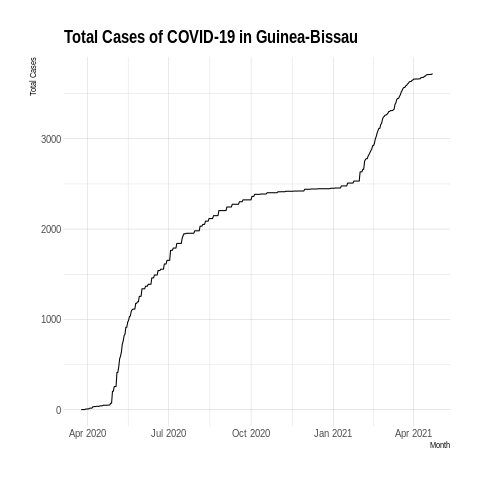 Total Cases of COVID-19 in Guinea-Bissau
Total Cases
3000
2000
1000
0
Apr 2020 Jul 2020 Oct 2020 Jan 2021 Apr 2021
Month